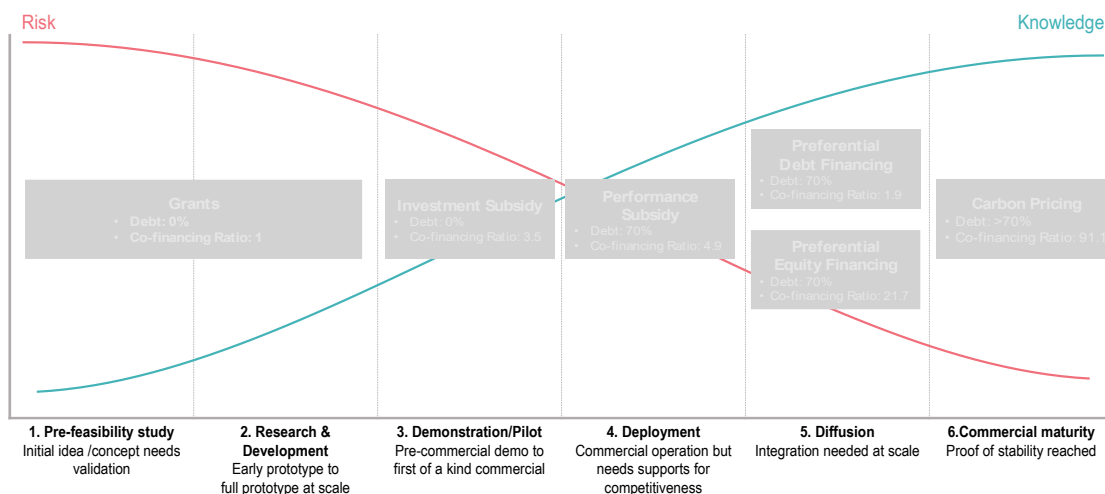 Risk
Knowledge
Grants
• Debt: 0%
• Co-financing Ratio: 1
Investment Subsidy
• Debt: 0%
• Co-financing Ratio: 3.5
Performance
Subsidy
• Debt: 70%
• Co-financing Ratio: 4.9
Preferential
Debt Financing
• Debt: 70%
• Co-financing Ratio: 1.9
Preferential
Equity Financing
• Debt: 70%
• Co-financing Ratio: 21.7
Carbon Pricing
• Debt: >70%
• Co-financing Ratio: 91.1
1. Pre-feasibility study
Initial idea /concept needs
validation
2. Research &
Development
Early prototype to
full prototype at scale
3. Demonstration/Pilot
Pre-commercial demo to
first of a kind commercial
4. Deployment
Commercial operation but
needs supports for
competitiveness
5. Diffusion
Integration needed at scale
6.Commercial maturity
Proof of stability reached